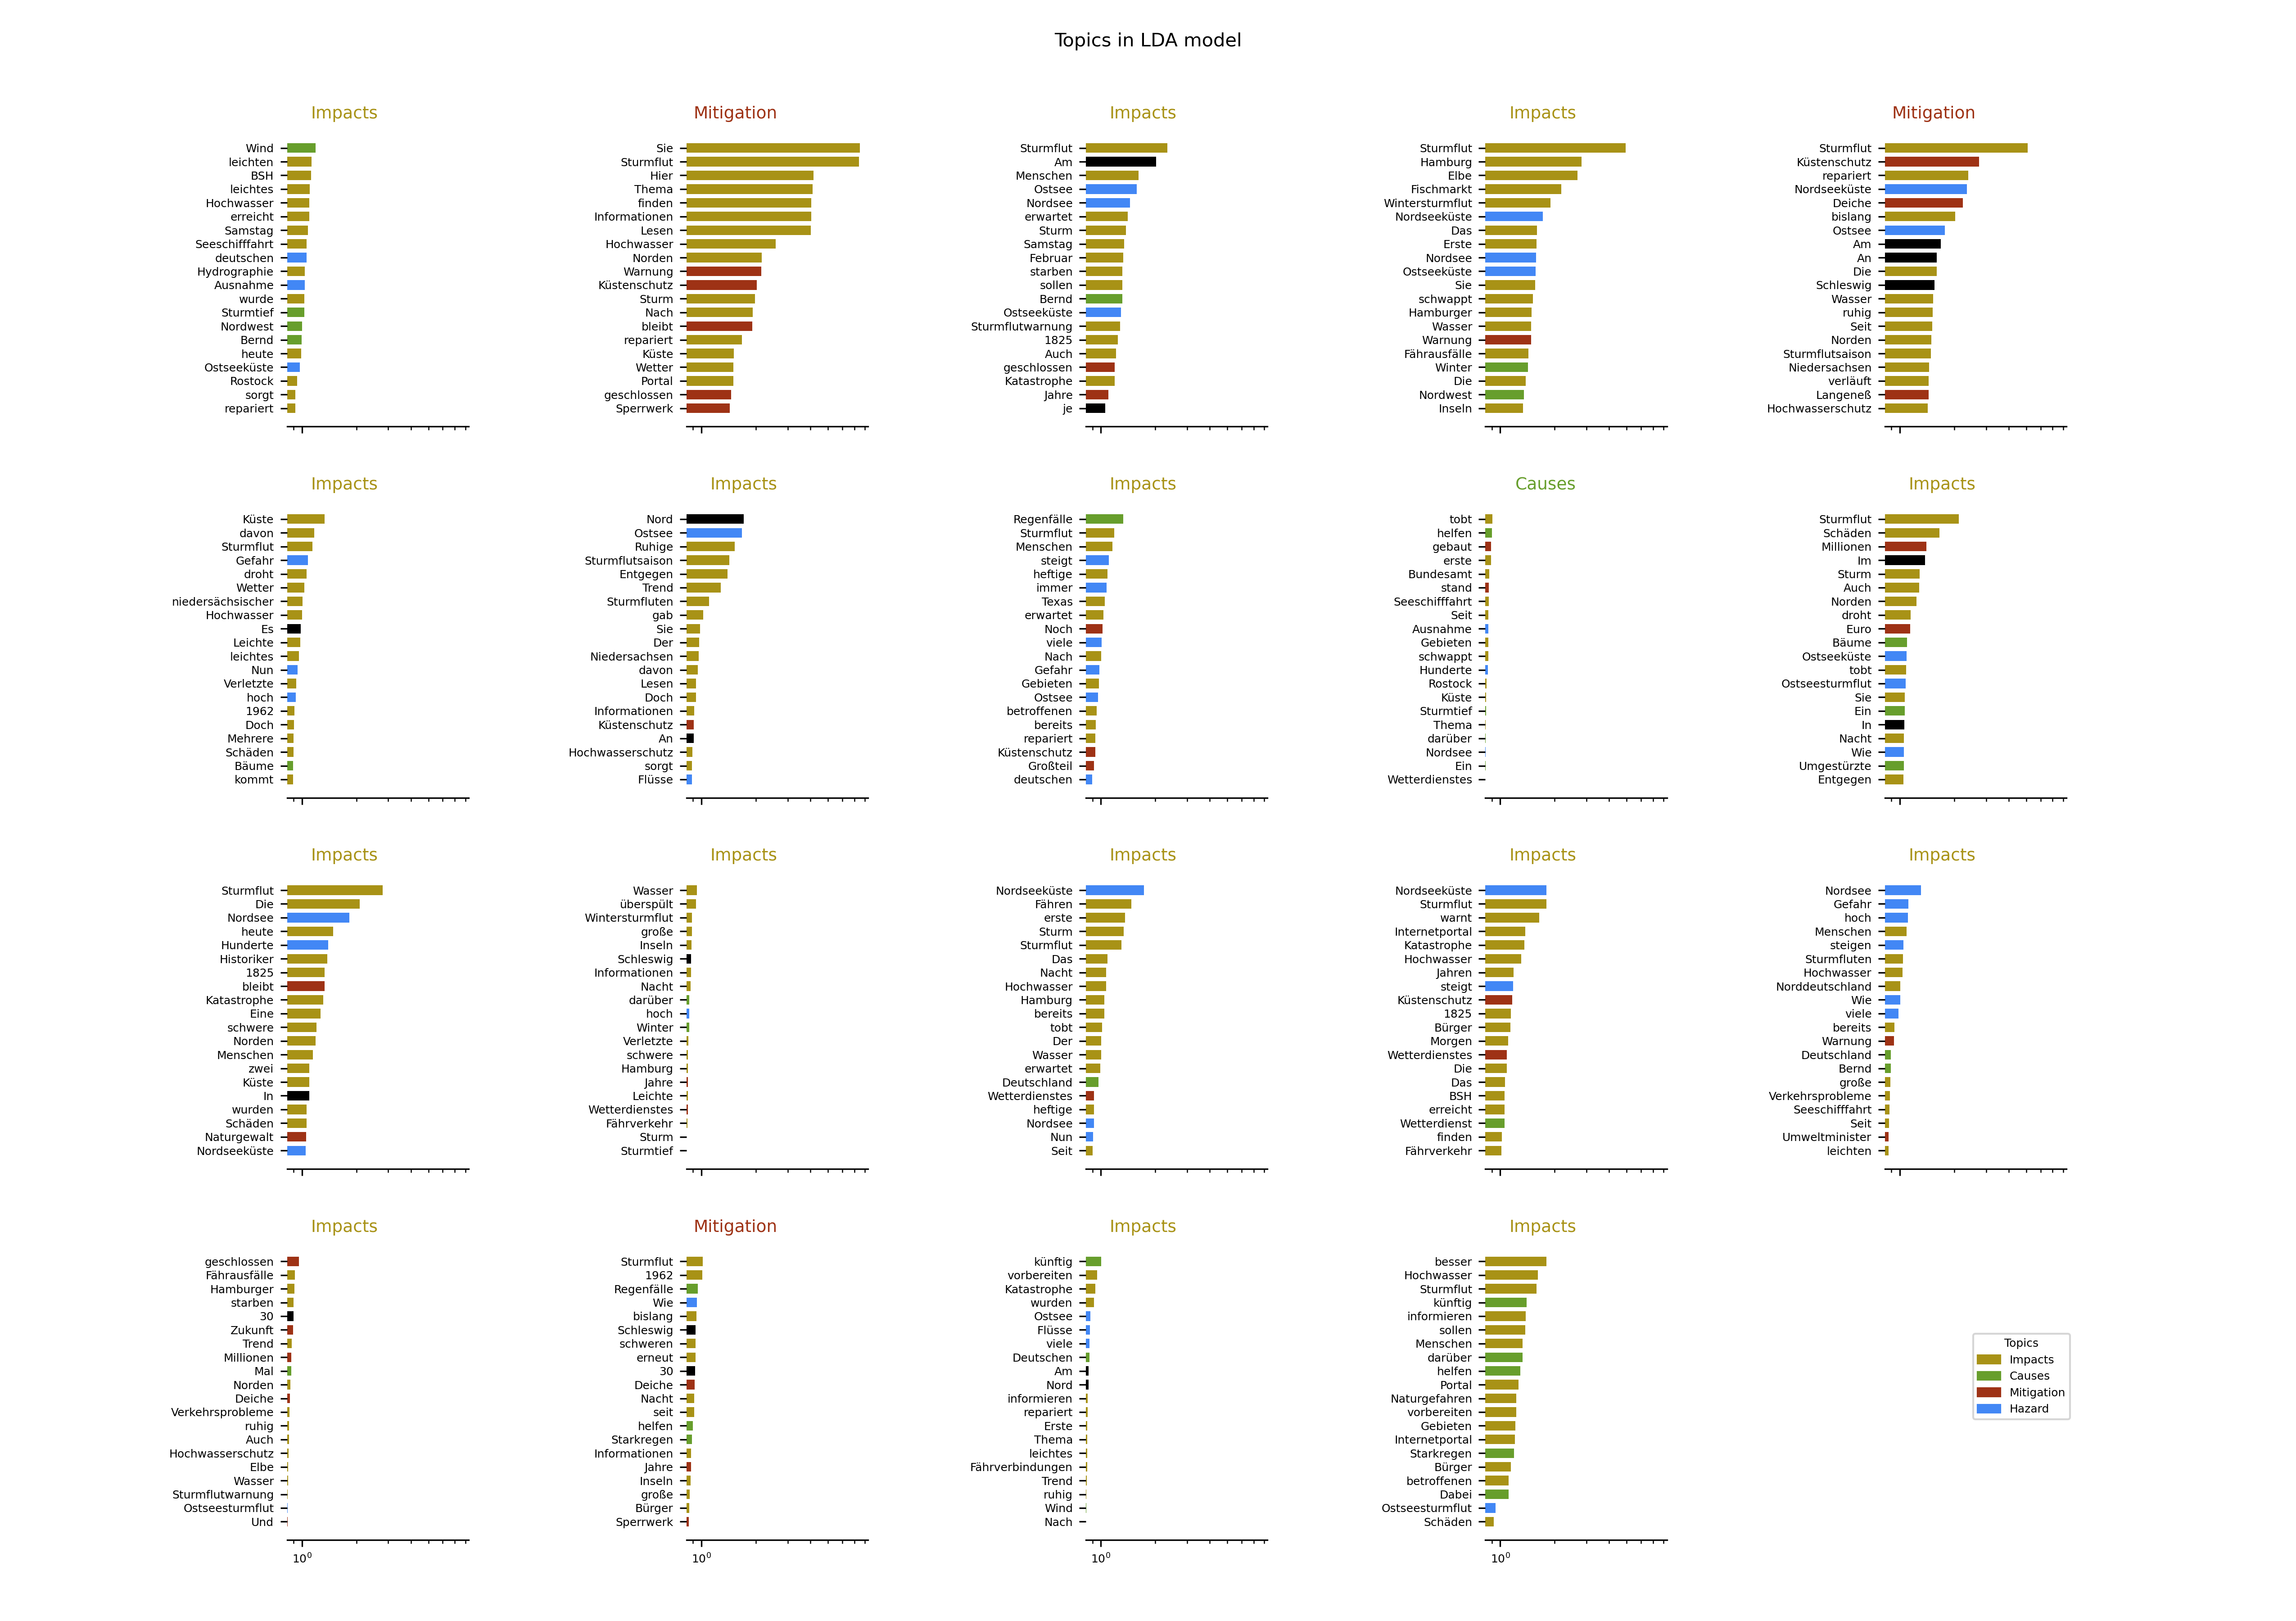 Topics in LDA model
Impacts
Wind
leichten
BSH
leichtes
Hochwasser
erreicht
Samstag
Seeschifffahrt
deutschen
Hydrographie
Ausnahme
wurde
Sturmtief
Nordwest
Bernd
heute
Ostseeküste
Rostock
sorgt
repariert
Mitigation
Sie
Sturmflut
Hier
Thema
finden
Informationen
Lesen
Hochwasser
Norden
Warnung
Küstenschutz
Sturm
Nach
bleibt
repariert
Küste
Wetter
Portal
geschlossen
Sperrwerk
Impacts
Sturmflut
Am
Menschen
Ostsee
Nordsee
erwartet
Sturm
Samstag
Februar
starben
sollen
Bernd
Ostseeküste
Sturmflutwarnung
1825
Auch
geschlossen
Katastrophe
Jahre
je
Impacts
Sturmflut
Hamburg
Elbe
Fischmarkt
Wintersturmflut
Nordseeküste
Das
Erste
Nordsee
Ostseeküste
Sie
schwappt
Hamburger
Wasser
Warnung
Fährausfälle
Winter
Die
Nordwest
Inseln
Mitigation
Sturmflut
Küstenschutz
repariert
Nordseeküste
Deiche
bislang
Ostsee
Am
An
Die
Schleswig
Wasser
ruhig
Seit
Norden
Sturmflutsaison
Niedersachsen
verläuft
Langeneß
Hochwasserschutz
Impacts
Küste
davon
Sturmflut
Gefahr
droht
Wetter
niedersächsischer
Hochwasser
Es
Leichte
leichtes
Nun
Verletzte
hoch
1962
Doch
Mehrere
Schäden
Bäume
kommt
Impacts
Nord
Ostsee
Ruhige
Sturmflutsaison
Entgegen
Trend
Sturmfluten
gab
Sie
Der
Niedersachsen
davon
Lesen
Doch
Informationen
Küstenschutz
An
Hochwasserschutz
sorgt
Flüsse
Impacts
Regenfälle
Sturmflut
Menschen
steigt
heftige
immer
Texas
erwartet
Noch
viele
Nach
Gefahr
Gebieten
Ostsee
betroffenen
bereits
repariert
Küstenschutz
Großteil
deutschen
Causes
tobt
helfen
gebaut
erste
Bundesamt
stand
Seeschifffahrt
Seit
Ausnahme
Gebieten
schwappt
Hunderte
Rostock
Küste
Sturmtief
Thema
darüber
Nordsee
Ein
Wetterdienstes
Impacts
Sturmflut
Schäden
Millionen
Im
Sturm
Auch
Norden
droht
Euro
Bäume
Ostseeküste
tobt
Ostseesturmflut
Sie
Ein
In
Nacht
Wie
Umgestürzte
Entgegen
Impacts
Sturmflut
Die
Nordsee
heute
Hunderte
Historiker
1825
bleibt
Katastrophe
Eine
schwere
Norden
Menschen
zwei
Küste
In
wurden
Schäden
Naturgewalt
Nordseeküste
Impacts
Wasser
überspült
Wintersturmflut
große
Inseln
Schleswig
Informationen
Nacht
darüber
hoch
Winter
Verletzte
schwere
Hamburg
Jahre
Leichte
Wetterdienstes
Fährverkehr
Sturm
Sturmtief
Impacts
Nordseeküste
Fähren
erste
Sturm
Sturmflut
Das
Nacht
Hochwasser
Hamburg
bereits
tobt
Der
Wasser
erwartet
Deutschland
Wetterdienstes
heftige
Nordsee
Nun
Seit
Impacts
Nordseeküste
Sturmflut
warnt
Internetportal
Katastrophe
Hochwasser
Jahren
steigt
Küstenschutz
1825
Bürger
Morgen
Wetterdienstes
Die
Das
BSH
erreicht
Wetterdienst
finden
Fährverkehr
Impacts
Nordsee
Gefahr
hoch
Menschen
steigen
Sturmfluten
Hochwasser
Norddeutschland
Wie
viele
bereits
Warnung
Deutschland
Bernd
große
Verkehrsprobleme
Seeschifffahrt
Seit
Umweltminister
leichten
Impacts
geschlossen
Fährausfälle
Hamburger
starben
30
Zukunft
Trend
Millionen
Mal
Norden
Deiche
Verkehrsprobleme
ruhig
Auch
Hochwasserschutz
Elbe
Wasser
Sturmflutwarnung
Ostseesturmflut
Und
10⁰
Mitigation
Sturmflut
1962
Regenfälle
Wie
bislang
Schleswig
schweren
erneut
30
Deiche
Nacht
seit
helfen
Starkregen
Informationen
Jahre
Inseln
große
Bürger
Sperrwerk
10⁰
Impacts
künftig
vorbereiten
Katastrophe
wurden
Ostsee
Flüsse
viele
Deutschen
Am
Nord
informieren
repariert
Erste
Thema
leichtes
Fährverbindungen
Trend
ruhig
Wind
Nach
10⁰
Impacts
besser
Hochwasser
Sturmflut
künftig
informieren
sollen
Menschen
darüber
helfen
Portal
Naturgefahren
vorbereiten
Gebieten
Internetportal
Starkregen
Bürger
betroffenen
Dabei
Ostseesturmflut
Schäden
10⁰
Topics
Impacts
Causes
Mitigation
Hazard